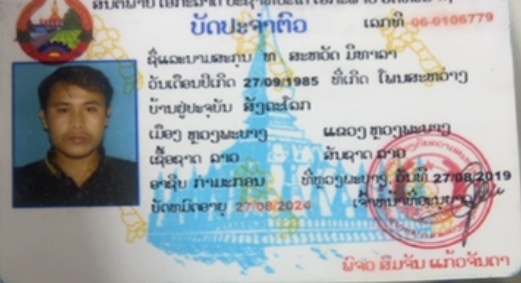 ບັດປະຈຳຕົວ
ເລກທີ 06-0106779
ຊື່ແລະນາມສະກຸນ ທ ສະຫວັດ ມີທາລາ
ວັນເດືອນປີເກີດ 27/09/1985 ທີ່ເກີດ ໂພນສະຫວ່າງ
ບ້ານຢູ່ປະຈຸບັນ ສັງຄະໂລກ
ເມືອງ ຫຼວງພະບາງ ແຂວງ ຫຼວງພະບາງ
ເຊື້ອຊາດ ລາວ ສັນຊາດ ລາວ
ອາຊີບ ກຳມະກອນ ທີ່ຫຼວງພະບາງ, ວັນທີ 27/08/2019
ບັດໝົດອາຍຸ 27/08/2024 ເຈົ້າໜ້າທີ່
ພົຈວ ສົມຈັນ ແກ້ວຈັນດາ